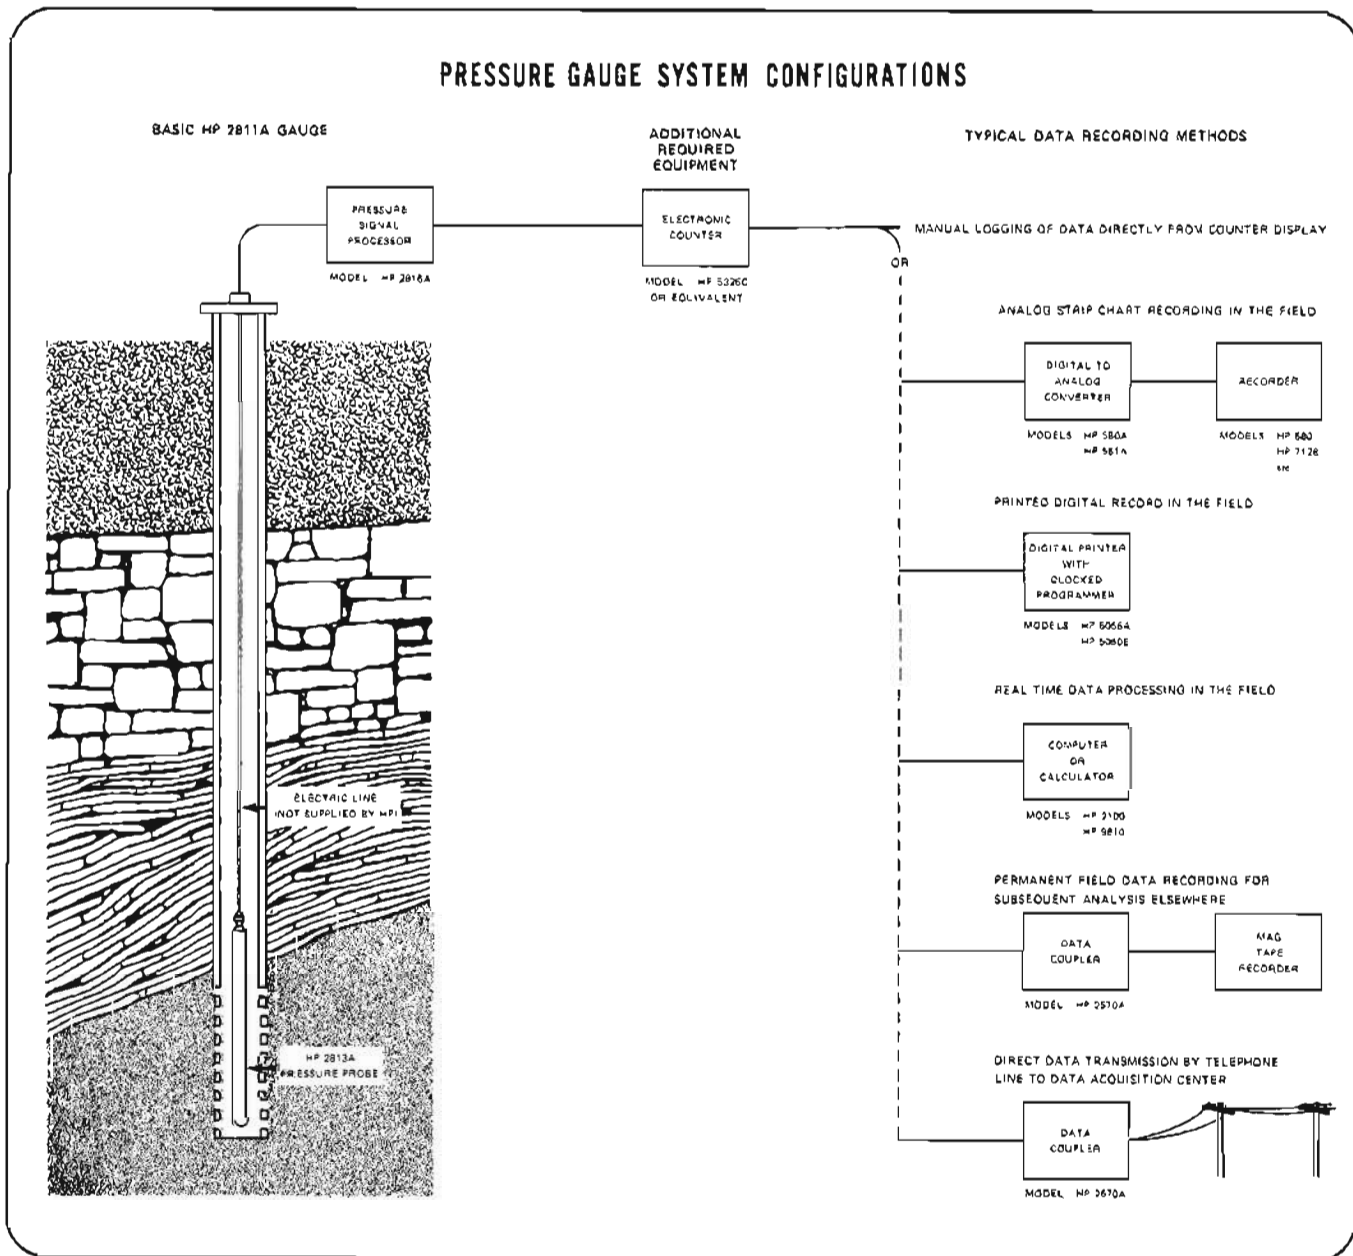 PRESSURE GAUGE SYSTEM CONFIGURATIONS
BASIC HP 2811A GAUGE
PRESSURE
SIGNAL
PROCESSOR
MODEL HP 2816A
ELECTRIC LINE
(NOT SUPPLIED BY HP)
HP 2813A
PRESSURE PROBE
ADDITIONAL
REQUIRED
EQUIPMENT
ELECTRONIC
COUNTER
MODEL HP 5326C
OR EQUIVALENT
TYPICAL DATA RECORDING METHODS
MANUAL LOGGING OF DATA DIRECTLY FROM COUNTER DISPLAY
OR
ANALOG STRIP CHART RECORDING IN THE FIELD
DIGITAL TO
ANALOG
CONVERTER
MODELS HP 580A
HP 581A
RECORDER
MODELS HP 680
HP 7128
etc
PRINTED DIGITAL RECORD IN THE FIELD
DIGITAL PRINTER
WITH
CLOCKED
PROGRAMMER
MODELS HP
HP
REAL TIME DATA PROCESSING IN THE FIELD
COMPUTER
OR
CALCULATOR
MODELS HP 2100
HP 9810
PERMANENT FIELD DATA RECORDING FOR
SUBSEQUENT ANALYSIS ELSEWHERE
DATA
COUPLER
MODEL HP 2570A
MAG
TAPE
RECORDER
DIRECT DATA TRANSMISSION BY TELEPHONE
LINE TO DATA ACQUISITION CENTER
DATA
COUPLER
MODEL HP